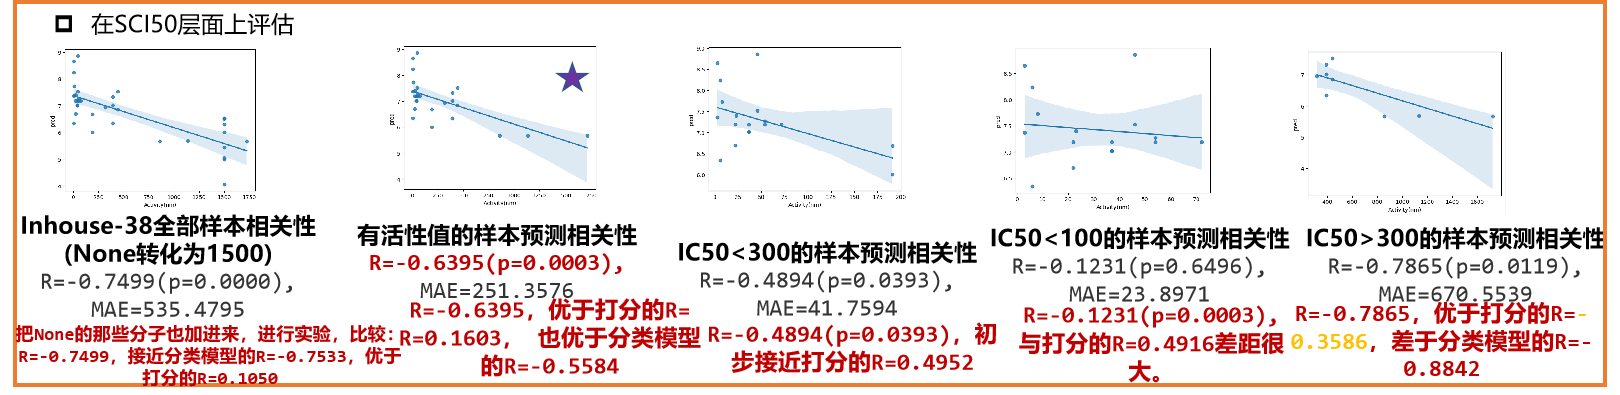 在SCI50层面上评估
Inhouse-38全部样本相关性
(None转化为1500)
R=-0.7499(p=0.0000),
MAE=535.4795
把None的那些分子也加进来，进行实验，比较：
R=-0.7499，接近分类模型的R=-0.7533，优于
打分的R=0.1050
有活性值的样本预测相关性
R=-0.6395(p=0.0003),
MAE=251.3576
R=-0.6395，优于打分的R=
R=0.1603， 也优于分类模型
的R=-0.5584
IC50<300的样本预测相关性
R=-0.4894(p=0.0393),
MAE=41.7594
R=-0.4894(p=0.0393)，初
步接近打分的R=0.4952
IC50<100的样本预测相关性
R=-0.1231(p=0.6496),
MAE=23.8971
R=-0.1231(p=0.0003),
与打分的R=0.4916差距很
大。
IC50>300的样本预测相关性
R=-0.7865(p=0.0119),
MAE=670.5539
R=-0.7865，优于打分的R=-
0.3586，差于分类模型的R=-
0.8842